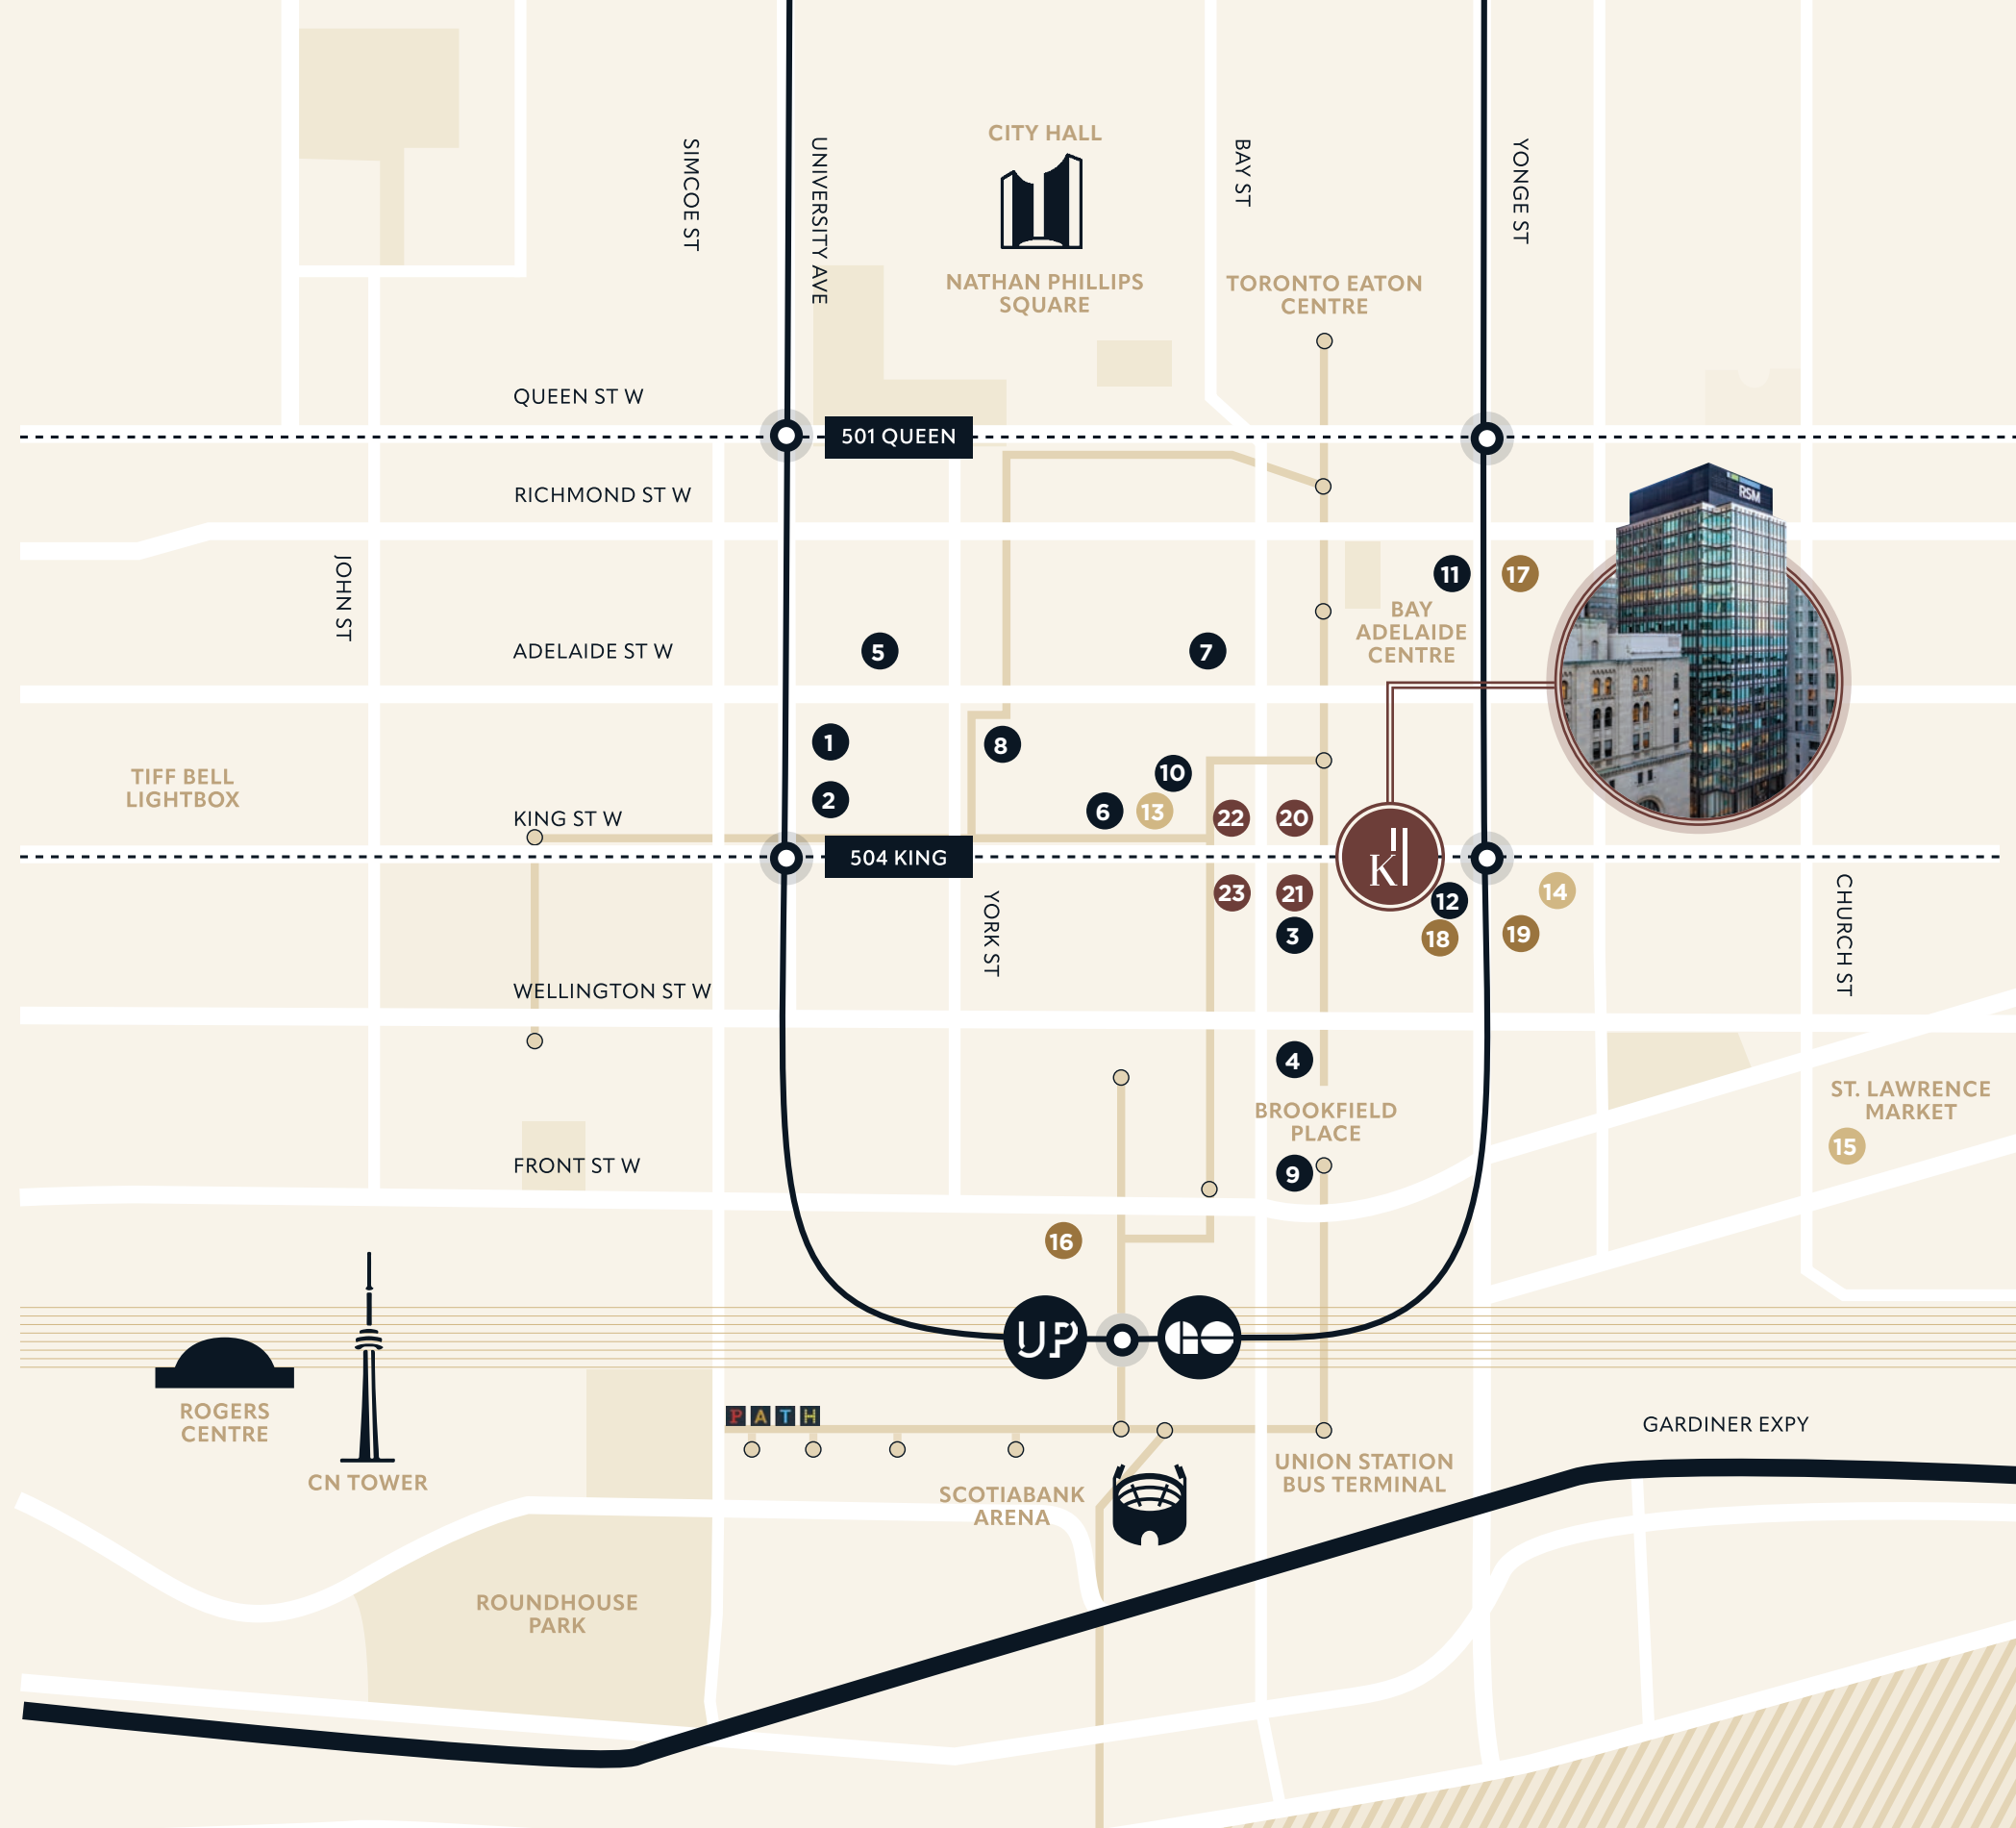 CITY HALL
SIMCOE ST
UNIVERSITY AVE
BAY ST
YONGE ST
NATHAN PHILLIPS
SQUARE
TORONTO EATON
CENTRE
QUEEN ST W
501 QUEEN
RICHMOND ST W
RSM
JOHN ST
11
17
BAY
ADELAIDE
CENTRE
ADELAIDE ST W
5
7
1
8
TIFF BELL
LIGHTBOX
10
2
6
13
KING ST W
22
20
504 KING
K
23
21
12
14
3
18
19
YORK ST
CHURCH ST
WELLINGTON ST W
4
BROOKFIELD
PLACE
ST. LAWRENCE
MARKET
15
FRONT ST W
9
16
UP
GO
ROGERS
CENTRE
PATH
CN TOWER
GARDINER EXPY
UNION STATION
BUS TERMINAL
SCOTIABANK
ARENA
ROUNDHOUSE
PARK